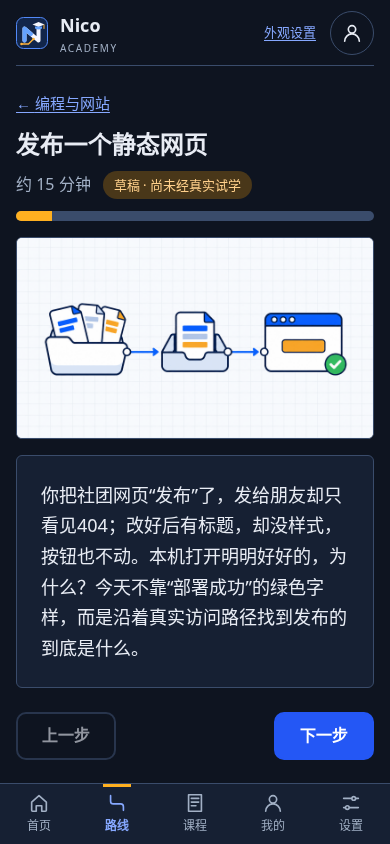 Nico
ACADEMY
外观设置
← 编程与网站
发布一个静态网页
约 15 分钟
草稿 · 尚未经真实试学
你把社团网页“发布”了，发给朋友却只
看见404；改好后有标题，却没样式，
按钮也不动。本机打开明明好好的，为
什么？今天不靠“部署成功”的绿色字
样，而是沿着真实访问路径找到发布的
到底是什么。
上一步
下一步
首页
路线
课程
我的
设置